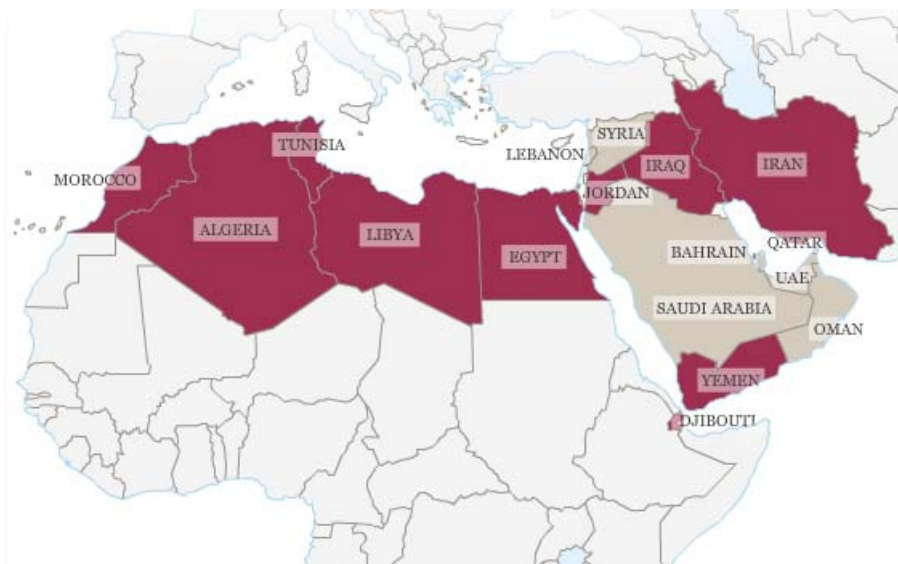 SYRIA
LEBANON
IRAQ
IRAN
TUNISIA
MOROCCO
JORDAN
ALGERIA
LIBYA
EGYPT
BAHRAIN
QATAR
UAE
SAUDI ARABIA
OMAN
YEMEN
DJIBOUTI